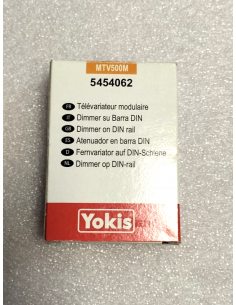 MTV500M
5454062
FR Télévariateur modulaire
IT Dimmer su Barra DIN
GB Dimmer on DIN rail
ES Atenuador en barra DIN
D Fernvariator auf DIN-Schiene
NL Dimmer op DIN-rail
Yokis